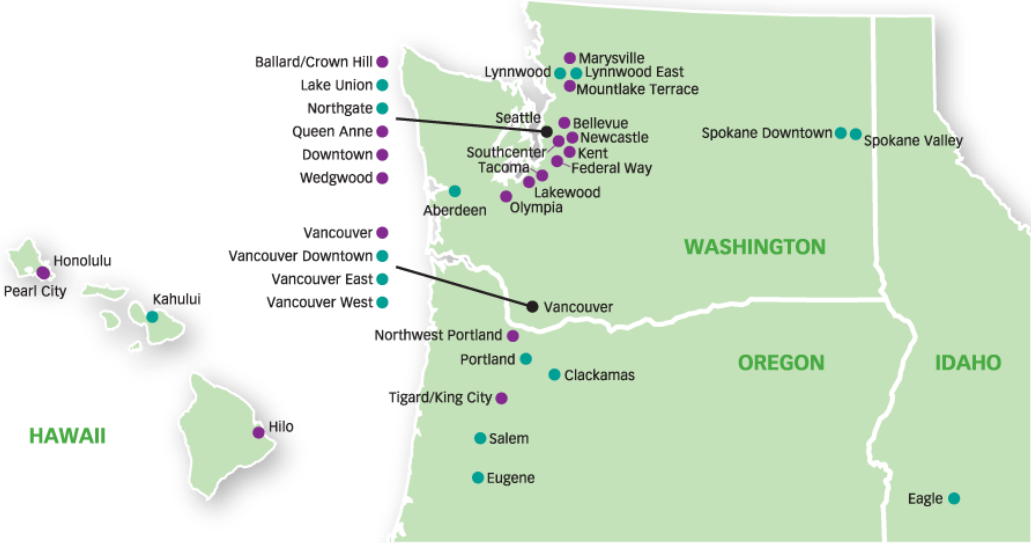 Ballard/Crown Hill
Lake Union
Northgate
Queen Anne
Downtown
Wedgwood
Marysville
Lynnwood
Lynnwood East
Mountlake Terrace
Seattle
Bellevue
Newcastle
Southcenter
Kent
Federal Way
Tacoma
Lakewood
Olympia
Aberdeen
Spokane Downtown
Spokane Valley
WASHINGTON
Vancouver
Vancouver Downtown
Vancouver East
Vancouver West
Vancouver
Honolulu
Pearl City
Kahului
Hilo
HAWAII
Northwest Portland
Portland
Clackamas
Tigard/King City
Salem
Eugene
OREGON
IDAHO
Eagle